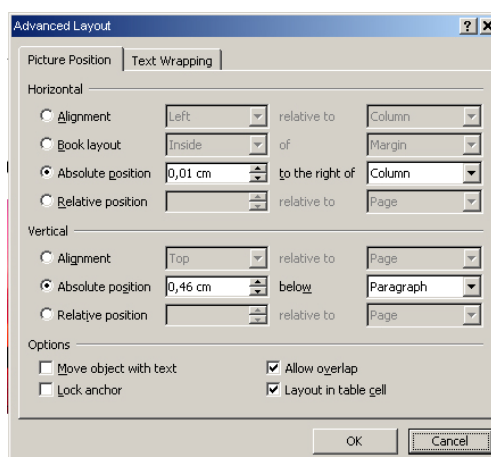 Advanced Layout
Picture Position Text Wrapping
Horizontal
Alignment Left relative to Column
Book layout Inside of Margin
Absolute position 0,01 cm to the right of Column
Relative position relative to Page
Vertical
Alignment Top relative to Page
Absolute position 0,46 cm below Paragraph
Relative position relative to Page
Options
Move object with text Allow overlap
Lock anchor Layout in table cell
OK Cancel